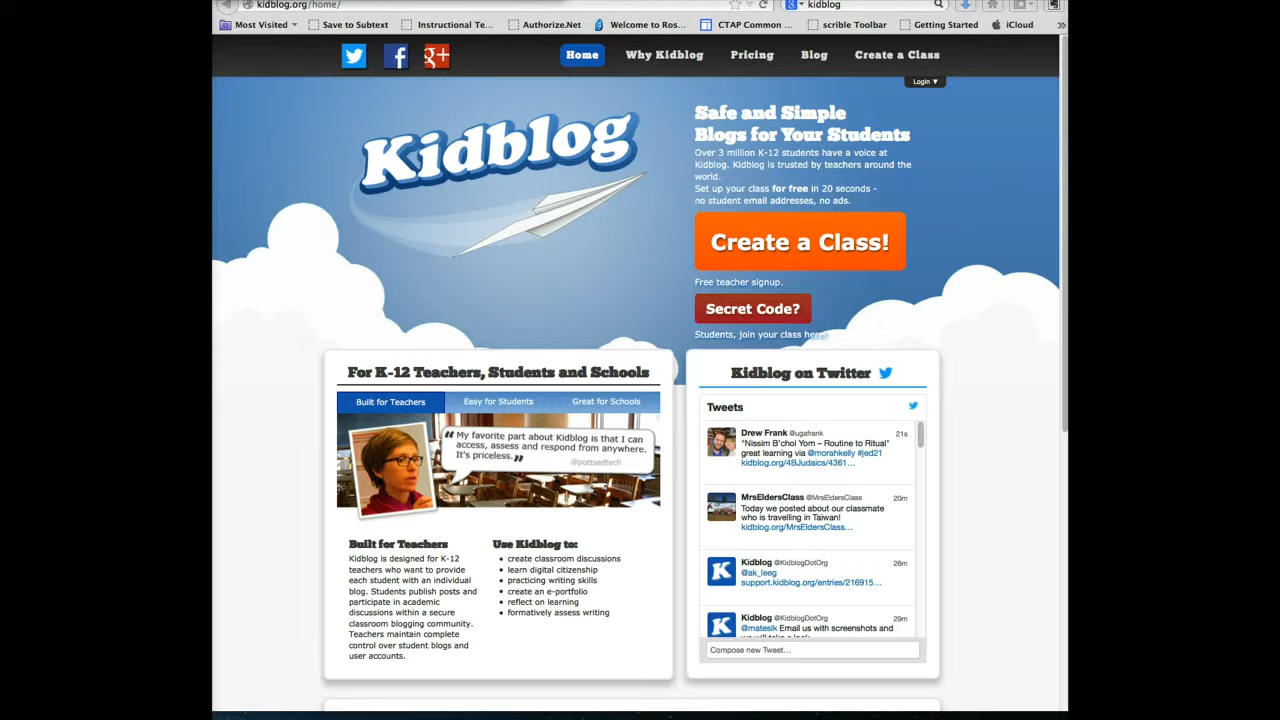 kidblog.org/home/
kidblog
Most Visited
Save to Subtext
Instructional Te...
Authorize.Net
Welcome to Ros...
CTAP Common ...
scrible Toolbar
Getting Started
iCloud
Home
Why Kidblog
Pricing
Blog
Create a Class
Login ▼
Kidblog
Safe and Simple
Blogs for Your Students
Over 3 million K-12 students have a voice at
Kidblog. Kidblog is trusted by teachers around the
world.
Set up your class for free in 20 seconds -
no student email addresses, no ads.
Create a Class!
Free teacher signup.
Secret Code?
Students, join your class here!
For K-12 Teachers, Students and Schools
Built for Teachers
Easy for Students
Great for Schools
"My favorite part about Kidblog is that I can
access, assess and respond from anywhere.
It's priceless."
@pottsedtech
Built for Teachers
Kidblog is designed for K-12
teachers who want to provide
each student with an individual
blog. Students publish posts and
participate in academic
discussions within a secure
classroom blogging community.
Teachers maintain complete
control over student blogs and
user accounts.
Use Kidblog to:
• create classroom discussions
• learn digital citizenship
• practicing writing skills
• create an e-portfolio
• reflect on learning
• formatively assess writing
Kidblog on Twitter
Tweets
Drew Frank @ugafrank 21s
"Nissim B'chol Yom – Routine to Ritual"
great learning via @morahkelly #jed21
kidblog.org/4BJudaics/4361...
MrsEldersClass @MrsEldersClass 20m
Today we posted about our classmate
who is travelling in Taiwan!
kidblog.org/MrsEldersClass...
Kidblog @KidblogDotOrg 26m
@ak_leeg
support.kidblog.org/entries/216915...
Kidblog @KidblogDotOrg 29m
@matesik Email us with screenshots and
we will take a look
Compose new Tweet...